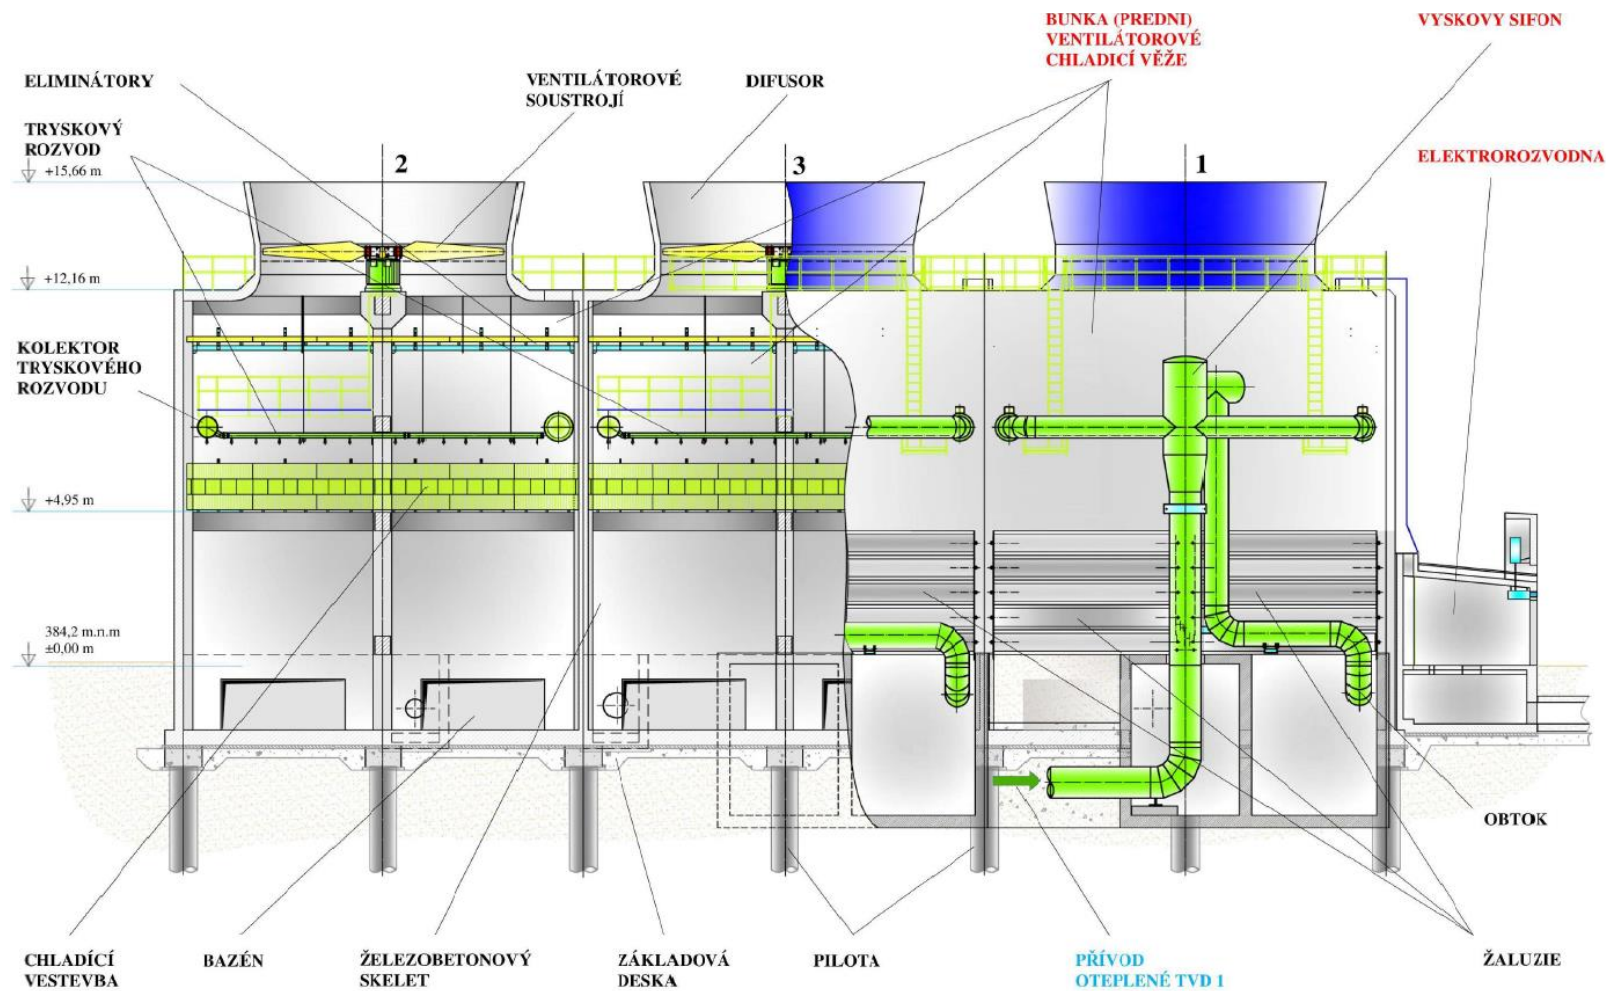 BUNKA (PREDNI)
VENTILÁTOROVÉ
CHLADICÍ VĚŽE
VYSKOVY SIFON
ELIMINÁTORY
VENTILÁTOROVÉ
SOUSTROJÍ
DIFUSOR
TRYSKOVÝ
ROZVOD
ELEKTROROZVODNA
2
3
1
+15,66 m
+12,16 m
KOLEKTOR
TRYSKOVÉHO
ROZVODU
+4,95 m
384,2 m.n.m
±0,00 m
OBTOK
CHLADÍCÍ
VESTEVBA
BAZÉN
ŽELEZOBETONOVÝ
SKELET
ZÁKLADOVÁ
DESKA
PILOTA
PŘÍVOD
OTEPLENÉ TVD 1
ŽALUZIE